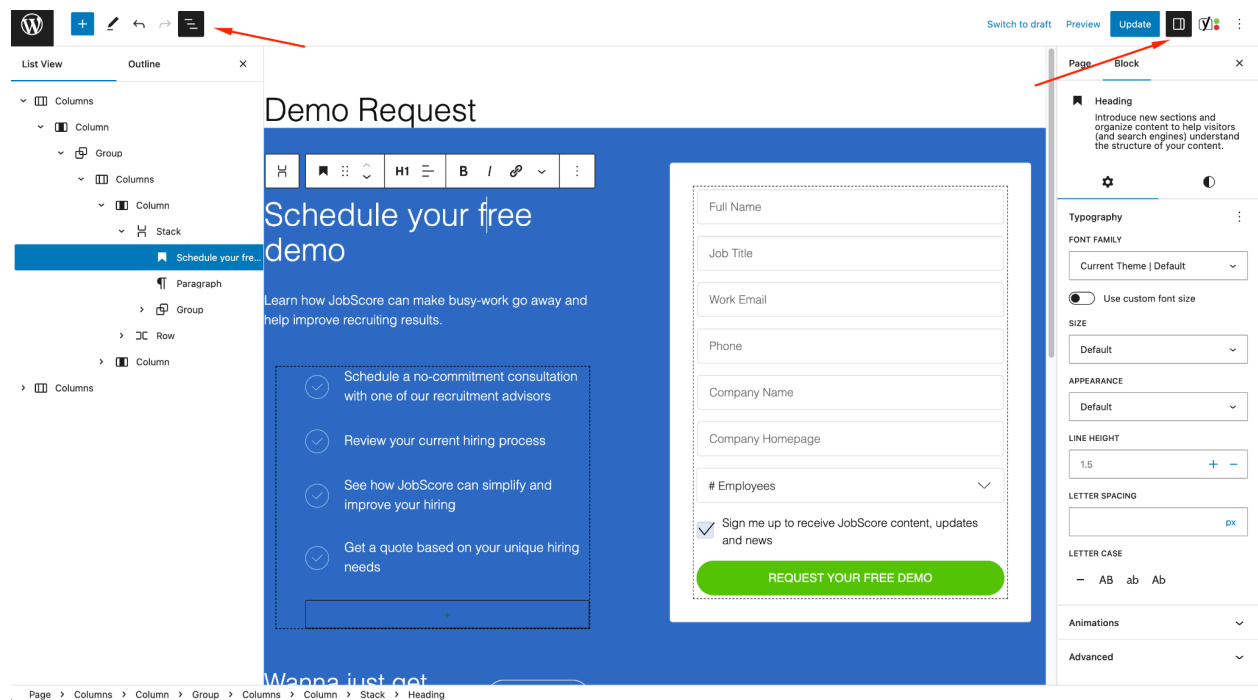 Switch to draft Preview Update
List View Outline
Columns
Column
Group
Columns
Column
Stack
Schedule your fre...
Paragraph
Group
Row
Column
Columns
Demo Request
H1 B I
Schedule your free
demo
Learn how JobScore can make busy-work go away and
help improve recruiting results.
Schedule a no-commitment consultation
with one of our recruitment advisors
Review your current hiring process
See how JobScore can simplify and
improve your hiring
Get a quote based on your unique hiring
needs
+
Wanna just get
Full Name
Job Title
Work Email
Phone
Company Name
Company Homepage
# Employees
Sign me up to receive JobScore content, updates
and news
REQUEST YOUR FREE DEMO
Page Block
Heading
Introduce new sections and
organize content to help visitors
(and search engines) understand
the structure of your content.
Typography
FONT FAMILY
Current Theme | Default
Use custom font size
SIZE
Default
APPEARANCE
Default
LINE HEIGHT
1.5 + −
LETTER SPACING
px
LETTER CASE
– AB ab Ab
Animations
Advanced
Page > Columns > Column > Group > Columns > Column > Stack > Heading